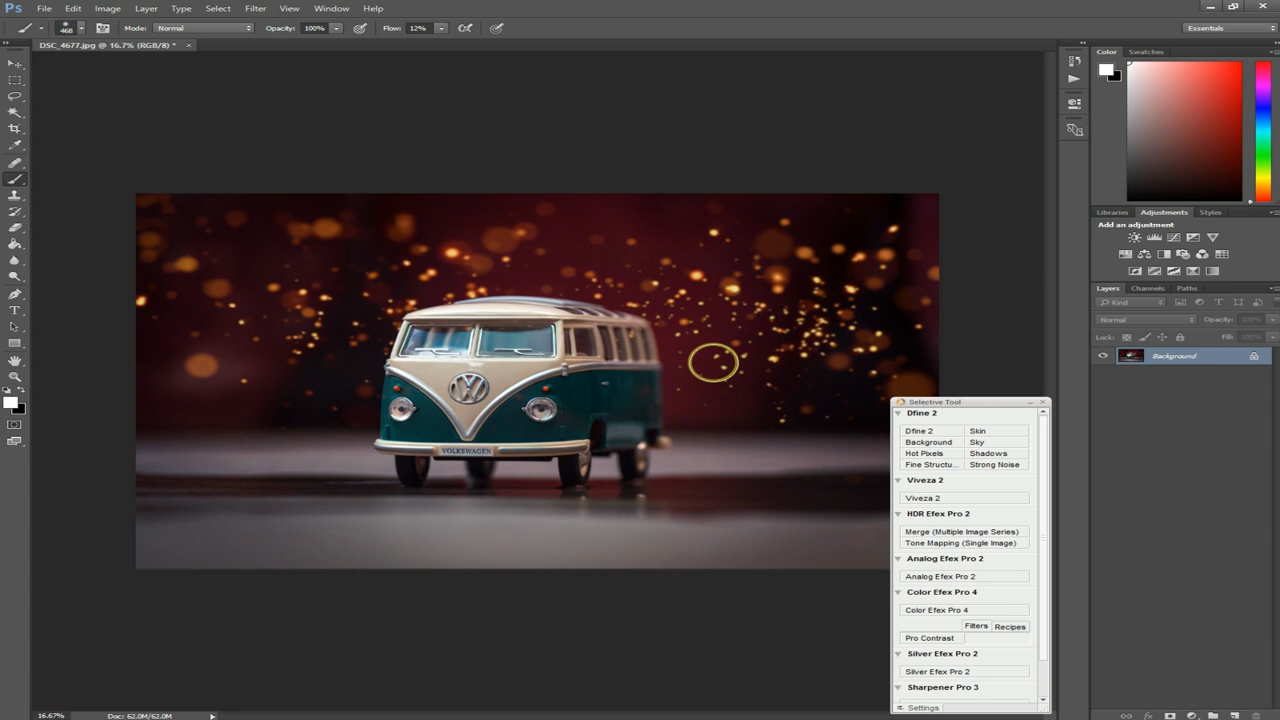 Ps File Edit Image Layer Type Select Filter View Window Help
468 Mode: Normal Opacity: 100% Flow: 12% Essentials
DSC_4677.jpg @ 16.7% (RGB/8) *
Color Swatches
Libraries Adjustments Styles
Add an adjustment
Layers Channels Paths
Kind
Normal Opacity: 100%
Lock: Fill: 100%
Background
VOLKSWAGEN
Selective Tool
Dfine 2
Dfine 2 Skin
Background Sky
Hot Pixels Shadows
Fine Structu... Strong Noise
Viveza 2
Viveza 2
HDR Efex Pro 2
Merge (Multiple Image Series)
Tone Mapping (Single Image)
Analog Efex Pro 2
Analog Efex Pro 2
Color Efex Pro 4
Color Efex Pro 4
Filters Recipes
Pro Contrast
Silver Efex Pro 2
Silver Efex Pro 2
Sharpener Pro 3
Settings
16.67% Doc: 62.0M/62.0M